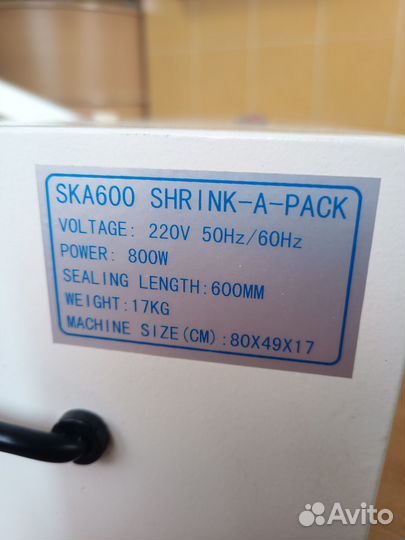 SKA600 SHRINK-A-PACK
VOLTAGE: 220V 50Hz/60Hz
POWER: 800W
SEALING LENGTH:600MM
WEIGHT:17KG
MACHINE SIZE(CM):80X49X17
Avito